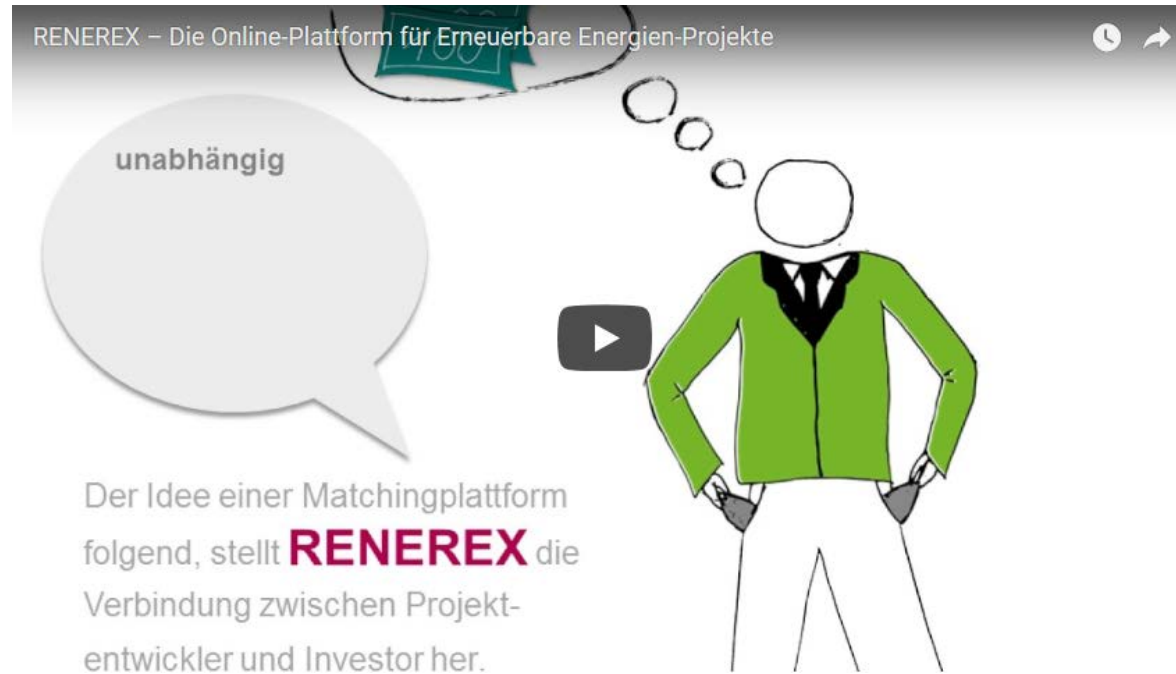 RENEREX – Die Online-Plattform für Erneuerbare Energien-Projekte
100
unabhängig
Der Idee einer Matchingplattform
folgend, stellt RENEREX die
Verbindung zwischen Projekt-
entwickler und Investor her.